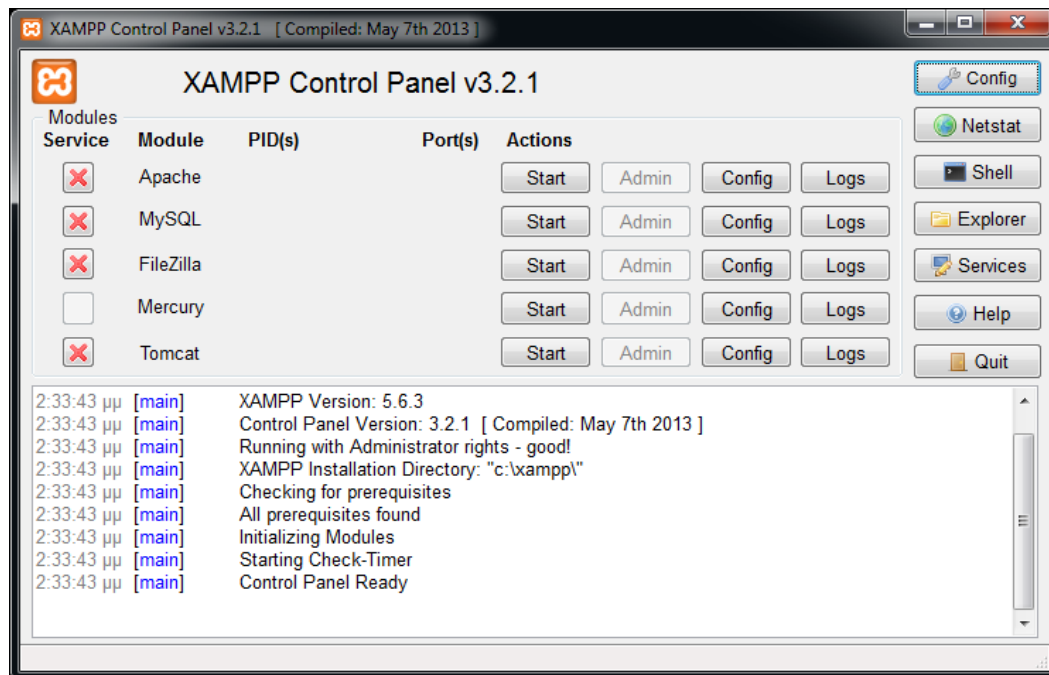 XAMPP Control Panel v3.2.1 [ Compiled: May 7th 2013 ]
XAMPP Control Panel v3.2.1
Config
Modules
Netstat
Service Module PID(s) Port(s) Actions
Apache Start Admin Config Logs
Shell
MySQL Start Admin Config Logs
Explorer
FileZilla Start Admin Config Logs
Services
Mercury Start Admin Config Logs
Help
Tomcat Start Admin Config Logs
Quit
2:33:43 μμ [main] XAMPP Version: 5.6.3
2:33:43 μμ [main] Control Panel Version: 3.2.1 [ Compiled: May 7th 2013 ]
2:33:43 μμ [main] Running with Administrator rights - good!
2:33:43 μμ [main] XAMPP Installation Directory: "c:\xampp\"
2:33:43 μμ [main] Checking for prerequisites
2:33:43 μμ [main] All prerequisites found
2:33:43 μμ [main] Initializing Modules
2:33:43 μμ [main] Starting Check-Timer
2:33:43 μμ [main] Control Panel Ready